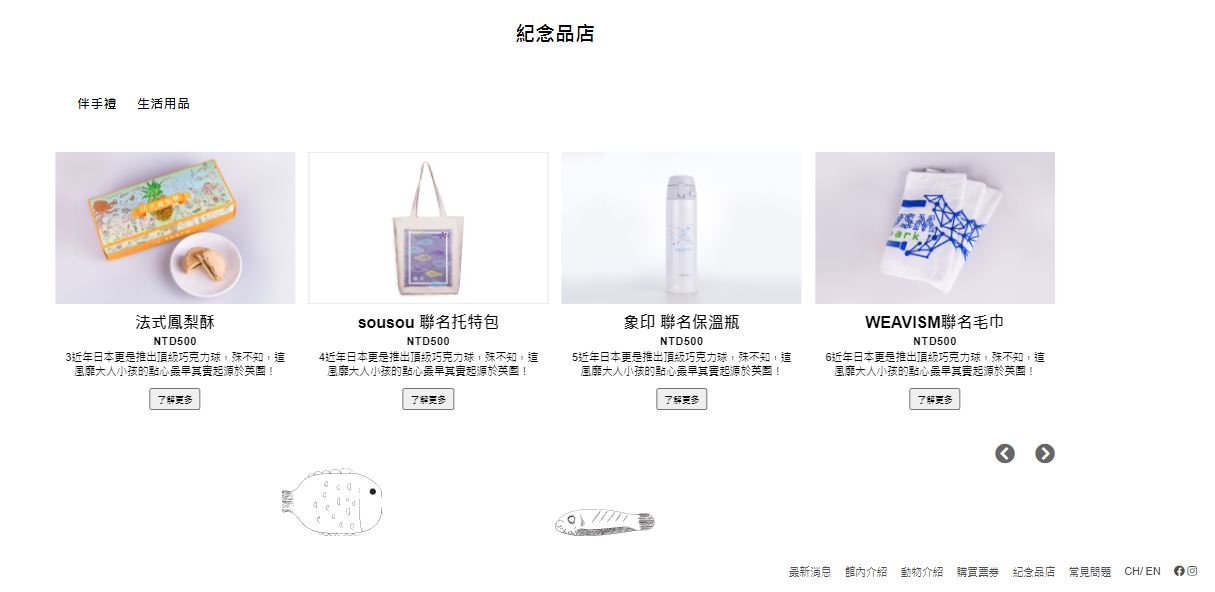 紀念品店
伴手禮 生活用品
法式鳳梨酥
NTD500
3近年日本更是推出頂級巧克力球，殊不知，這
風靡大人小孩的點心最早其實起源於英國！
了解更多
sousou 聯名托特包
NTD500
4近年日本更是推出頂級巧克力球，殊不知，這
風靡大人小孩的點心最早其實起源於英國！
了解更多
象印 聯名保溫瓶
NTD500
5近年日本更是推出頂級巧克力球，殊不知，這
風靡大人小孩的點心最早其實起源於英國！
了解更多
WEAVISM聯名毛巾
NTD500
6近年日本更是推出頂級巧克力球，殊不知，這
風靡大人小孩的點心最早其實起源於英國！
了解更多
最新消息 館內介紹 動物介紹 購買票券 紀念品店 常見問題 CH/ EN